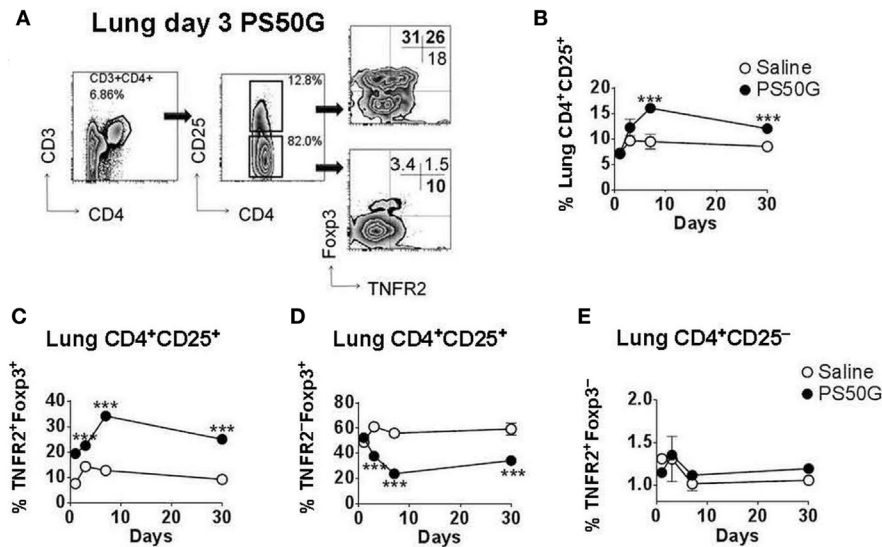 A
Lung day 3 PS50G
CD3+CD4+
6.86%
CD3
CD4
12.8%
82.0%
CD25
CD4
31 26
18
3.4 1.5
10
Foxp3
TNFR2
B
Saline
PS50G
% Lung CD4+CD25+
20
15
10
5
0
***
***
0 10 20 30
Days
C
Lung CD4+CD25+
% TNFR2+Foxp3+
40
30
20
10
0
***
***
***
0 10 20 30
Days
D
Lung CD4+CD25+
% TNFR2–Foxp3+
80
60
40
20
0
***
***
***
0 10 20 30
Days
E
Lung CD4+CD25–
Saline
PS50G
% TNFR2+Foxp3–
2.0
1.5
1.0
0 10 20 30
Days